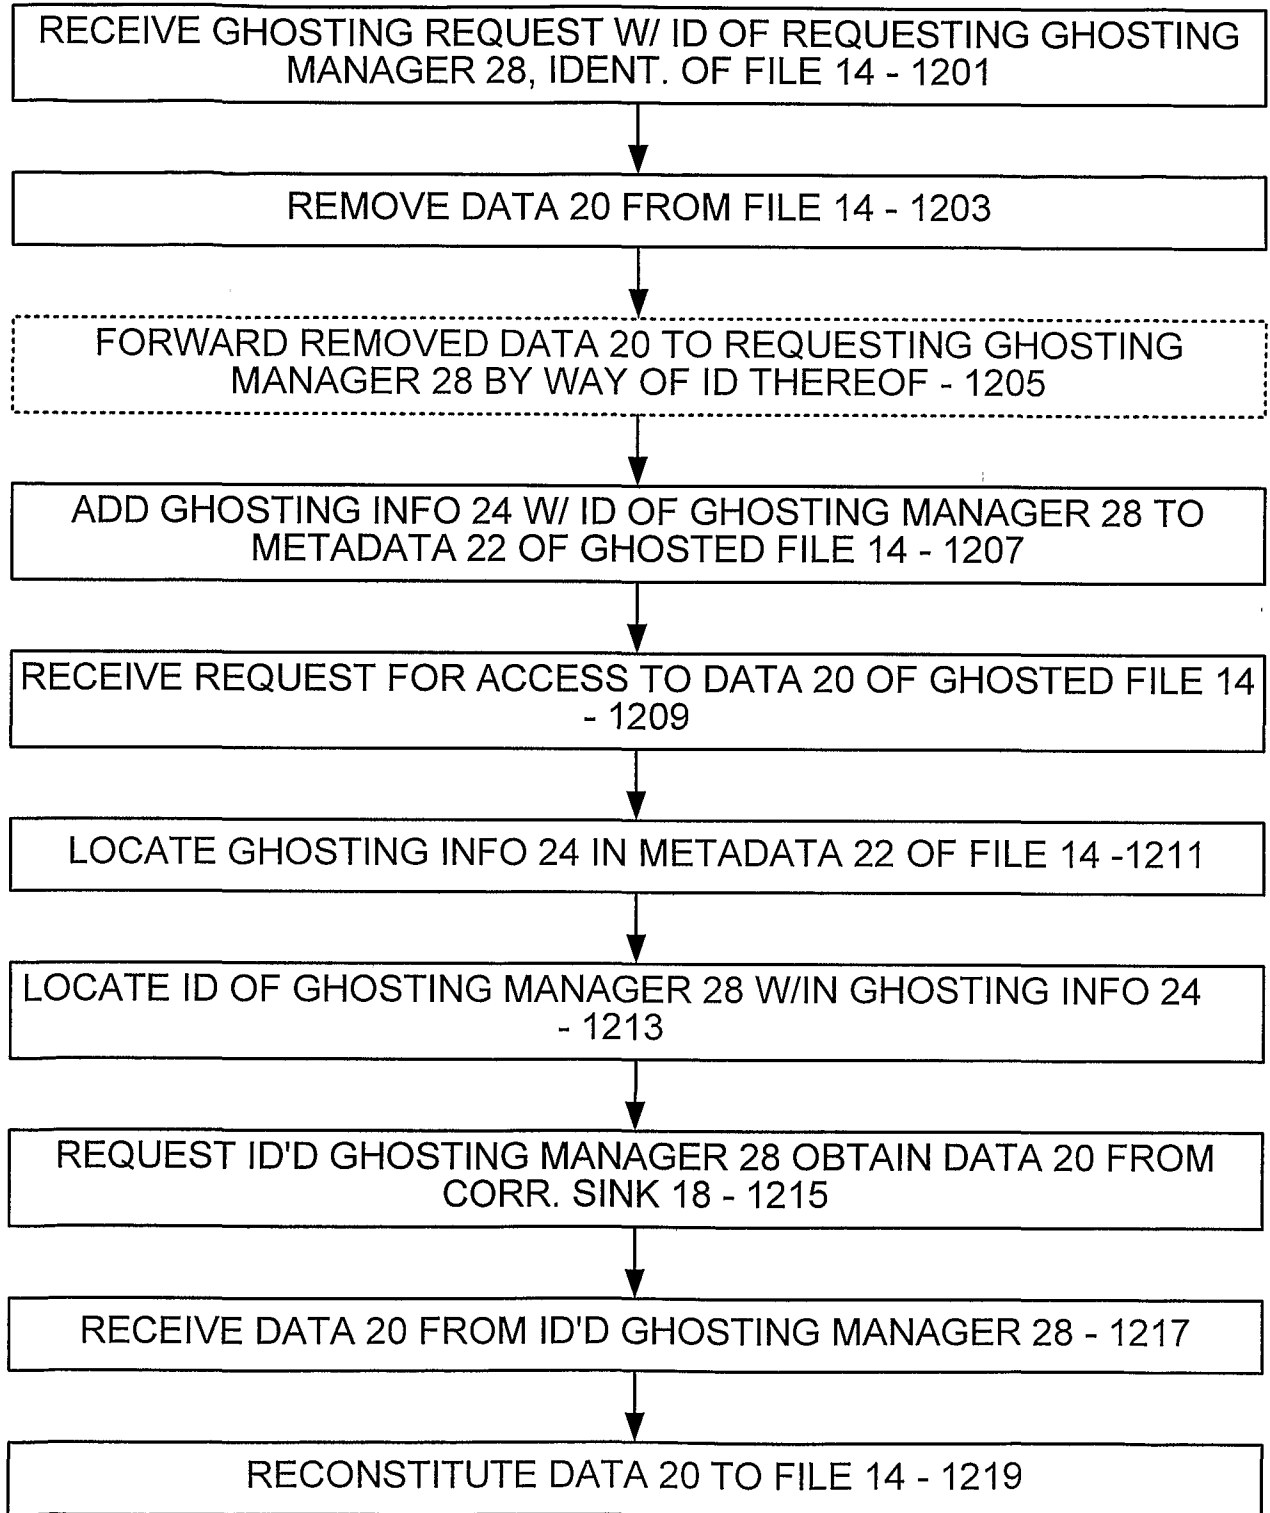 RECEIVE GHOSTING REQUEST W/ ID OF REQUESTING GHOSTING
MANAGER 28, IDENT. OF FILE 14 - 1201
REMOVE DATA 20 FROM FILE 14 - 1203
FORWARD REMOVED DATA 20 TO REQUESTING GHOSTING
MANAGER 28 BY WAY OF ID THEREOF - 1205
ADD GHOSTING INFO 24 W/ ID OF GHOSTING MANAGER 28 TO
METADATA 22 OF GHOSTED FILE 14 - 1207
RECEIVE REQUEST FOR ACCESS TO DATA 20 OF GHOSTED FILE 14
- 1209
LOCATE GHOSTING INFO 24 IN METADATA 22 OF FILE 14 -1211
LOCATE ID OF GHOSTING MANAGER 28 W/IN GHOSTING INFO 24
- 1213
REQUEST ID'D GHOSTING MANAGER 28 OBTAIN DATA 20 FROM
CORR. SINK 18 - 1215
RECEIVE DATA 20 FROM ID'D GHOSTING MANAGER 28 - 1217
RECONSTITUTE DATA 20 TO FILE 14 - 1219